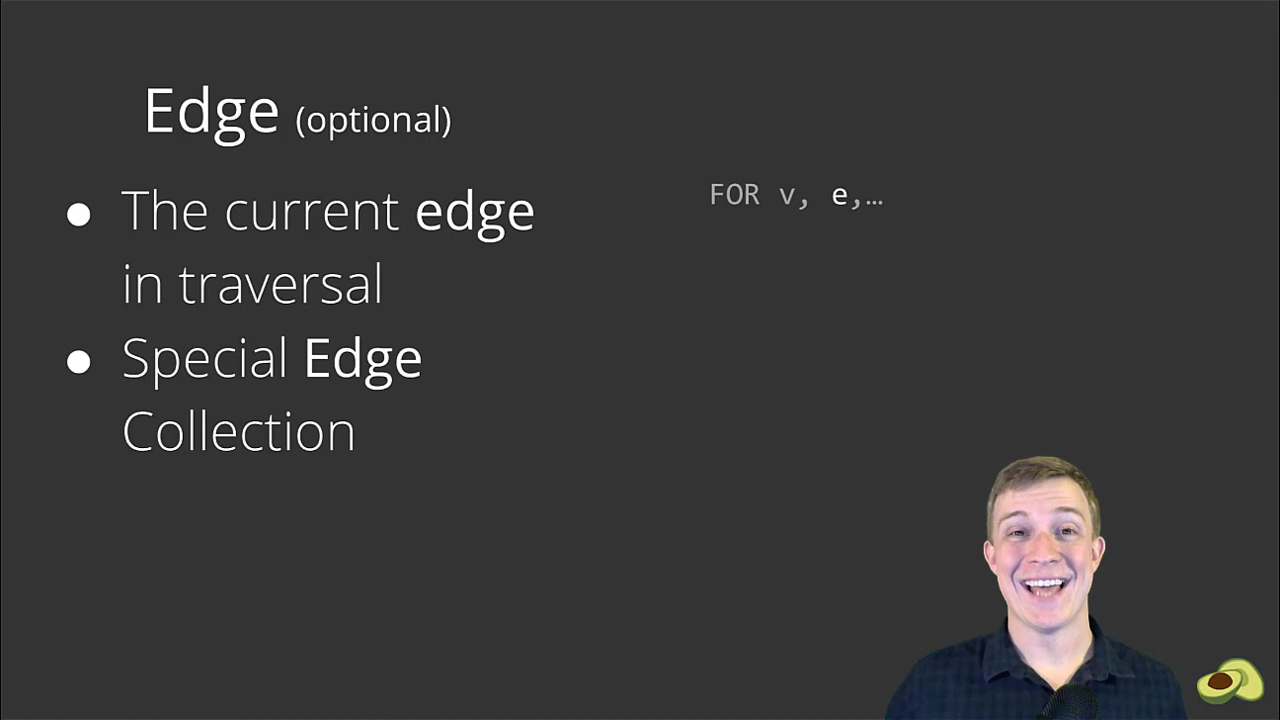 Edge (optional)
● The current edge
in traversal
● Special Edge
Collection
FOR v, e,…